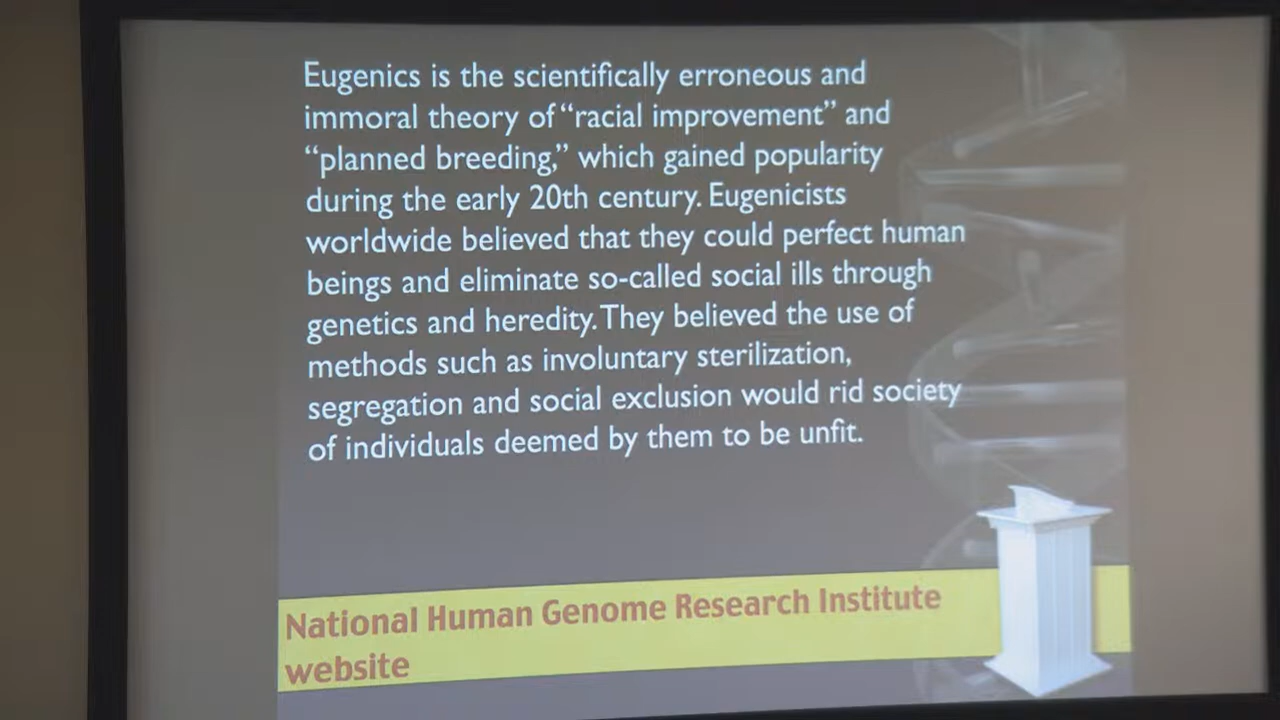 Eugenics is the scientifically erroneous and
immoral theory of “racial improvement” and
“planned breeding,” which gained popularity
during the early 20th century. Eugenicists
worldwide believed that they could perfect human
beings and eliminate so-called social ills through
genetics and heredity. They believed the use of
methods such as involuntary sterilization,
segregation and social exclusion would rid society
of individuals deemed by them to be unfit.
National Human Genome Research Institute
website